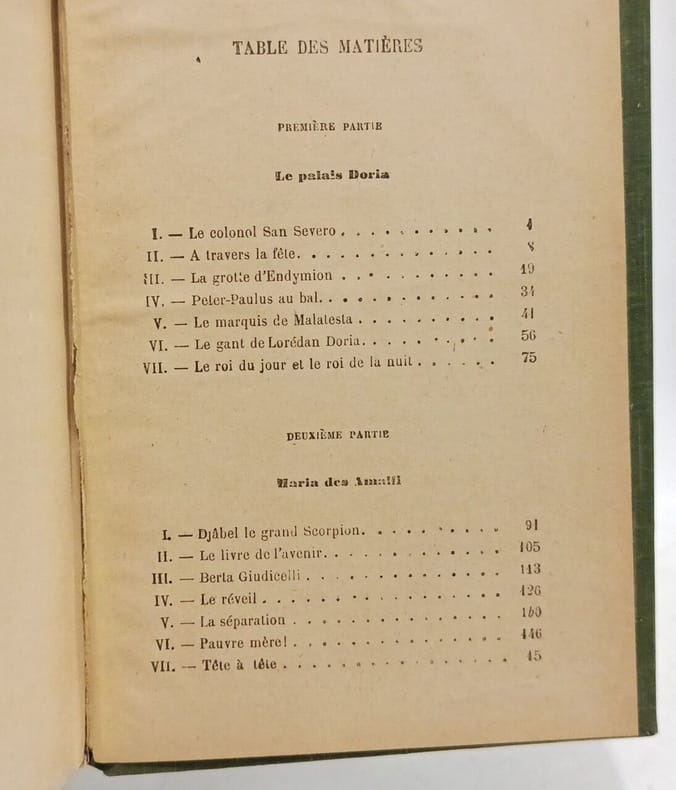 TABLE DES MATIÈRES
PREMIÈRE PARTIE
Le palais Doria
I. — Le colonel San Severo . . . . . . . . . . .
II. — A travers la fête. . . . . . . . . . . . . 8
III. — La grotte d'Endymion . . . . . . . . . . . 19
IV. — Peter-Paulus au bal. . . . . . . . . . . . 34
V. — Le marquis de Malatesta . . . . . . . . . . 41
VI. — Le gant de Lorédan Doria. . . . . . . . . 56
VII. — Le roi du jour et le roi de la nuit . . . . . . 75
DEUXIÈME PARTIE
Maria des Amalfi
I. — Djâbel le grand Scorpion. . . . . . . . . . 91
II. — Le livre de l'avenir. . . . . . . . . . . . 105
III. — Berta Giudicelli . . . . . . . . . . . . . 113
IV. — Le réveil . . . . . . . . . . . . . . . . 126
V. — La séparation . . . . . . . . . . . . . .
VI. — Pauvre mère! . . . . . . . . . . . . . . 146
VII. — Tête à tête . . . . . . . . . . . . . . . 15